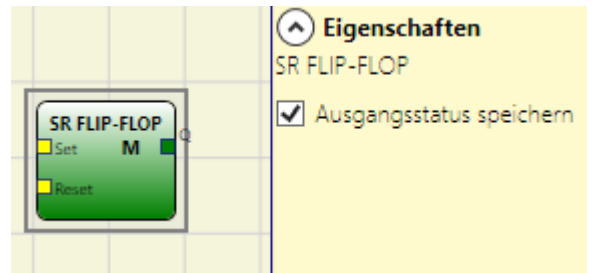 SR FLIP-FLOP
Set
M
Q
Reset
Eigenschaften
SR FLIP-FLOP
Ausgangsstatus speichern